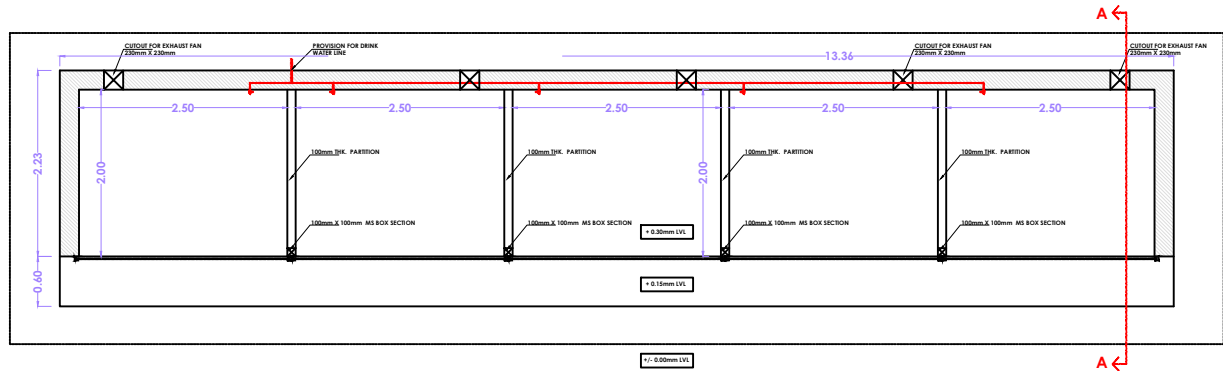 A
CUTOUT FOR EXHAUST FAN
230mm X 230mm
PROVISION FOR DRINK
WATER LINE
13.36
CUTOUT FOR EXHAUST FAN
230mm X 230mm
CUTOUT FOR EXHAUST FAN
230mm X 230mm
2.50
2.50
2.50
2.50
2.50
2.23
2.00
2.00
100mm THK. PARTITION
100mm THK. PARTITION
100mm THK. PARTITION
100mm THK. PARTITION
100mm X 100mm MS BOX SECTION
100mm X 100mm MS BOX SECTION
100mm X 100mm MS BOX SECTION
100mm X 100mm MS BOX SECTION
+ 0.30mm LVL
0.60
+ 0.15mm LVL
+/- 0.00mm LVL
A